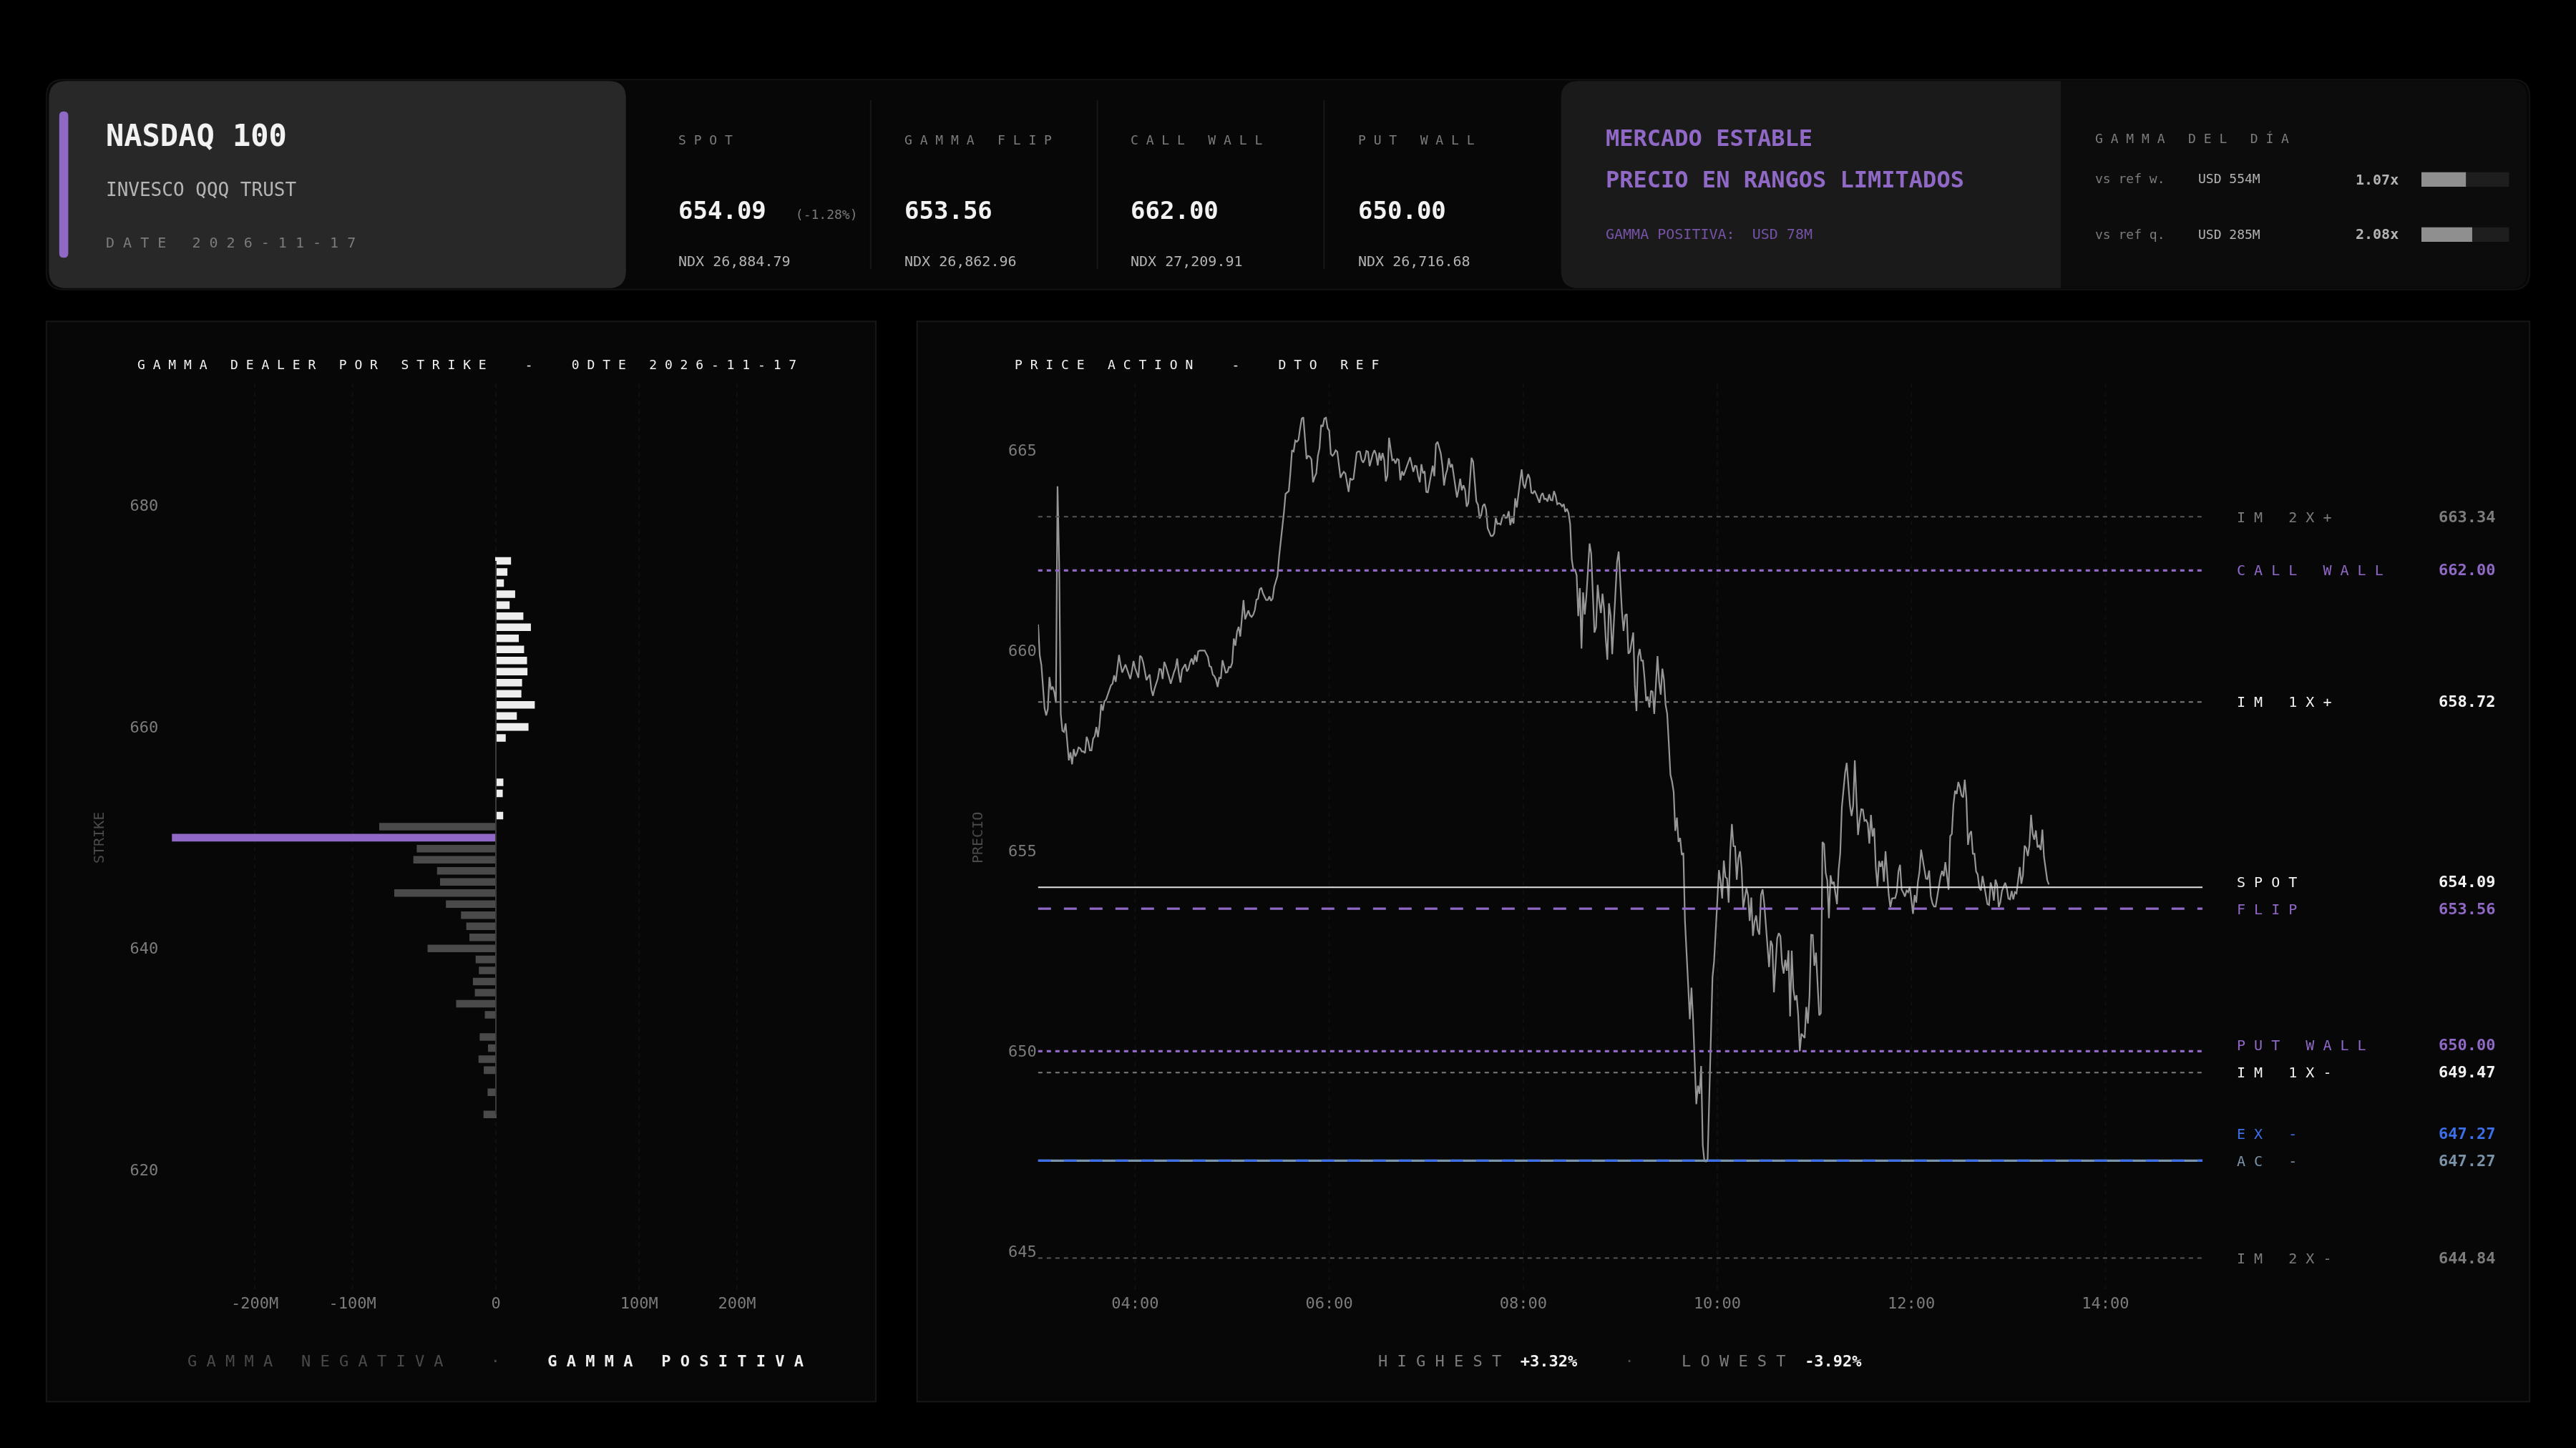 NASDAQ 100
INVESCO QQQ TRUST
DATE 2026-11-17
SPOT
654.09 (-1.28%)
NDX 26,884.79
GAMMA FLIP
653.56
NDX 26,862.96
CALL WALL
662.00
NDX 27,209.91
PUT WALL
650.00
NDX 26,716.68
MERCADO ESTABLE
PRECIO EN RANGOS LIMITADOS
GAMMA POSITIVA: USD 78M
GAMMA DEL DÍA
vs ref w. USD 554M 1.07x
vs ref q. USD 285M 2.08x
GAMMA DEALER POR STRIKE - 0DTE 2026-11-17
680
660
640
620
STRIKE
-200M -100M 0 100M 200M
GAMMA NEGATIVA · GAMMA POSITIVA
PRICE ACTION - DTO REF
665
660
655
650
645
PRECIO
IM 2X+ 663.34
CALL WALL 662.00
IM 1X+ 658.72
SPOT 654.09
FLIP 653.56
PUT WALL 650.00
IM 1X- 649.47
EX - 647.27
AC - 647.27
IM 2X- 644.84
04:00 06:00 08:00 10:00 12:00 14:00
HIGHEST +3.32% · LOWEST -3.92%